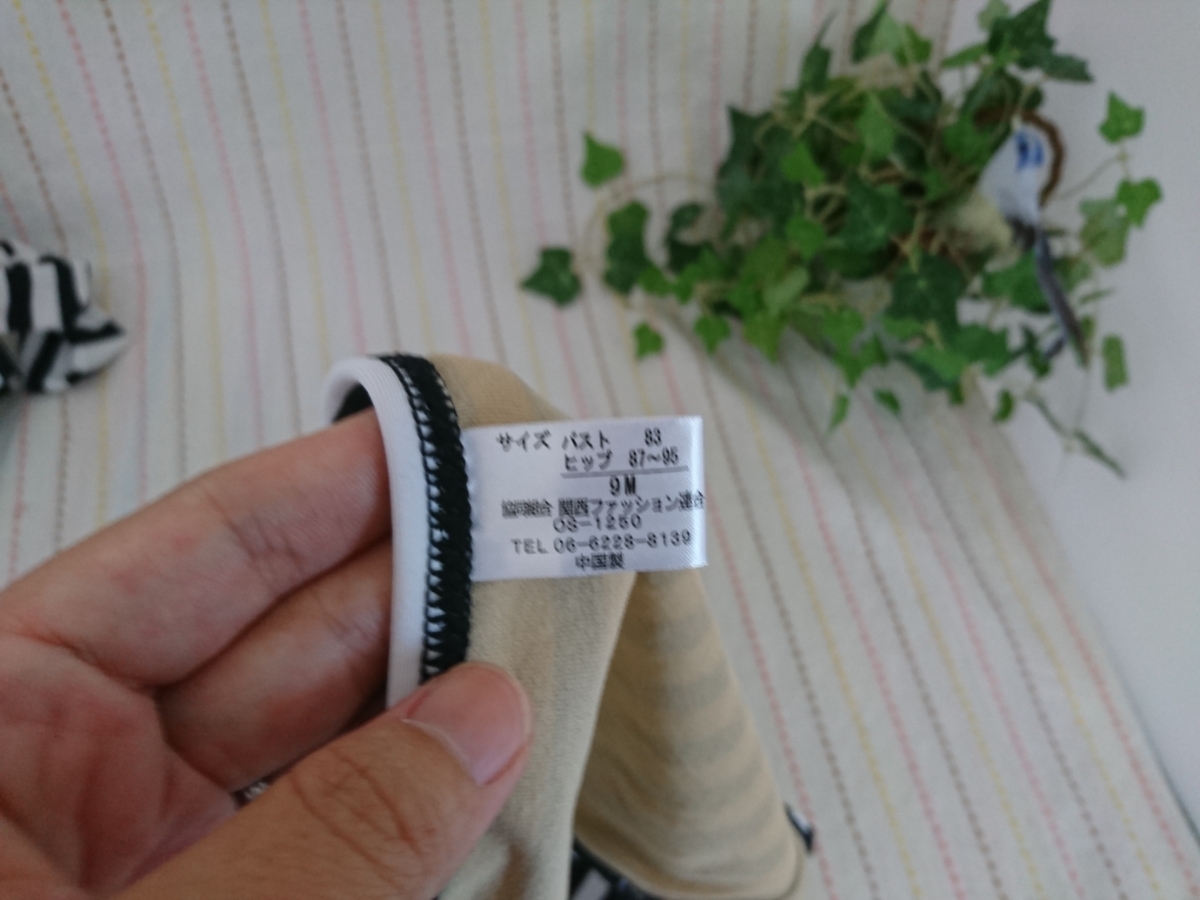 サイズ バスト 83
ヒップ 87〜95
9M
協同組合 関西ファッション連合
OS-1250
TEL 06-6228-8139
中国製